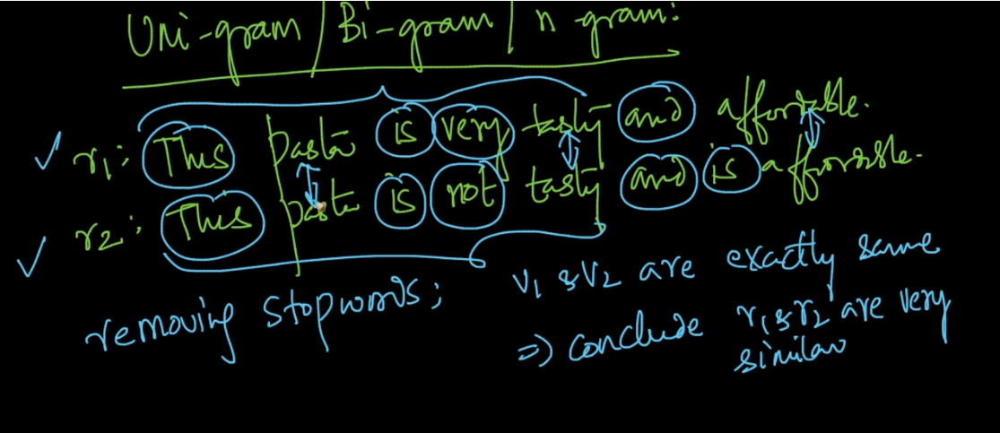 Uni-gram / Bi-gram / n gram:
r1: This pasta is very tasty and affortable.
r2: This pasta is not tasty and is affordable.
removing stopwords;
v1 & v2 are exactly same
=> conclude r1 & r2 are very
similar